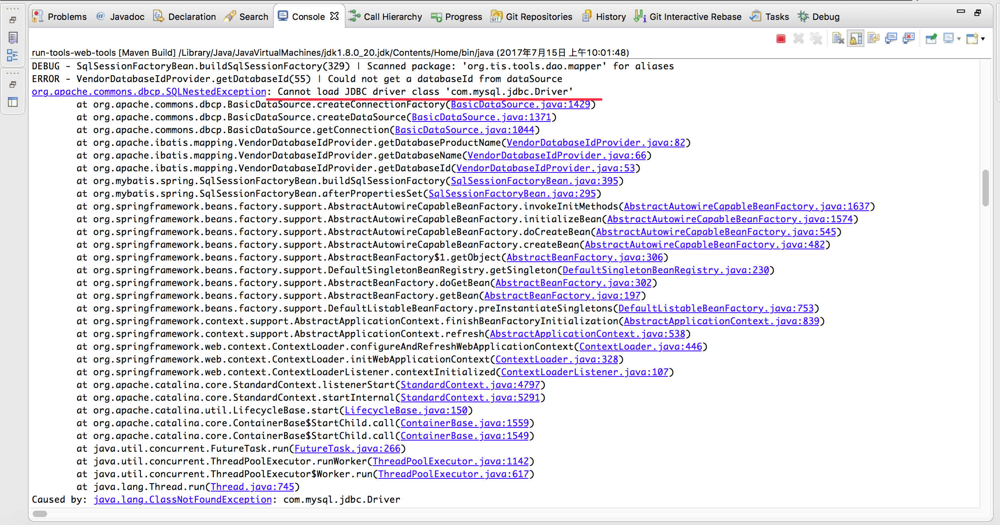 Problems Javadoc Declaration Search Console Call Hierarchy Progress Git Repositories History Git Interactive Rebase Tasks Debug
run-tools-web-tools [Maven Build] /Library/Java/JavaVirtualMachines/jdk1.8.0_20.jdk/Contents/Home/bin/java (2017年7月15日 上午10:01:48)
DEBUG - SqlSessionFactoryBean.buildSqlSessionFactory(329) | Scanned package: 'org.tis.tools.dao.mapper' for aliases
ERROR - VendorDatabaseIdProvider.getDatabaseId(55) | Could not get a databaseId from dataSource
org.apache.commons.dbcp.SQLNestedException: Cannot load JDBC driver class 'com.mysql.jdbc.Driver'
at org.apache.commons.dbcp.BasicDataSource.createConnectionFactory(BasicDataSource.java:1429)
at org.apache.commons.dbcp.BasicDataSource.createDataSource(BasicDataSource.java:1371)
at org.apache.commons.dbcp.BasicDataSource.getConnection(BasicDataSource.java:1044)
at org.apache.ibatis.mapping.VendorDatabaseIdProvider.getDatabaseProductName(VendorDatabaseIdProvider.java:82)
at org.apache.ibatis.mapping.VendorDatabaseIdProvider.getDatabaseName(VendorDatabaseIdProvider.java:66)
at org.apache.ibatis.mapping.VendorDatabaseIdProvider.getDatabaseId(VendorDatabaseIdProvider.java:53)
at org.mybatis.spring.SqlSessionFactoryBean.buildSqlSessionFactory(SqlSessionFactoryBean.java:395)
at org.mybatis.spring.SqlSessionFactoryBean.afterPropertiesSet(SqlSessionFactoryBean.java:295)
at org.springframework.beans.factory.support.AbstractAutowireCapableBeanFactory.invokeInitMethods(AbstractAutowireCapableBeanFactory.java:1637)
at org.springframework.beans.factory.support.AbstractAutowireCapableBeanFactory.initializeBean(AbstractAutowireCapableBeanFactory.java:1574)
at org.springframework.beans.factory.support.AbstractAutowireCapableBeanFactory.doCreateBean(AbstractAutowireCapableBeanFactory.java:545)
at org.springframework.beans.factory.support.AbstractAutowireCapableBeanFactory.createBean(AbstractAutowireCapableBeanFactory.java:482)
at org.springframework.beans.factory.support.AbstractBeanFactory$1.getObject(AbstractBeanFactory.java:306)
at org.springframework.beans.factory.support.DefaultSingletonBeanRegistry.getSingleton(DefaultSingletonBeanRegistry.java:230)
at org.springframework.beans.factory.support.AbstractBeanFactory.doGetBean(AbstractBeanFactory.java:302)
at org.springframework.beans.factory.support.AbstractBeanFactory.getBean(AbstractBeanFactory.java:197)
at org.springframework.beans.factory.support.DefaultListableBeanFactory.preInstantiateSingletons(DefaultListableBeanFactory.java:753)
at org.springframework.context.support.AbstractApplicationContext.finishBeanFactoryInitialization(AbstractApplicationContext.java:839)
at org.springframework.context.support.AbstractApplicationContext.refresh(AbstractApplicationContext.java:538)
at org.springframework.web.context.ContextLoader.configureAndRefreshWebApplicationContext(ContextLoader.java:446)
at org.springframework.web.context.ContextLoader.initWebApplicationContext(ContextLoader.java:328)
at org.springframework.web.context.ContextLoaderListener.contextInitialized(ContextLoaderListener.java:107)
at org.apache.catalina.core.StandardContext.listenerStart(StandardContext.java:4797)
at org.apache.catalina.core.StandardContext.startInternal(StandardContext.java:5291)
at org.apache.catalina.util.LifecycleBase.start(LifecycleBase.java:150)
at org.apache.catalina.core.ContainerBase$StartChild.call(ContainerBase.java:1559)
at org.apache.catalina.core.ContainerBase$StartChild.call(ContainerBase.java:1549)
at java.util.concurrent.FutureTask.run(FutureTask.java:266)
at java.util.concurrent.ThreadPoolExecutor.runWorker(ThreadPoolExecutor.java:1142)
at java.util.concurrent.ThreadPoolExecutor$Worker.run(ThreadPoolExecutor.java:617)
at java.lang.Thread.run(Thread.java:745)
Caused by: java.lang.ClassNotFoundException: com.mysql.jdbc.Driver